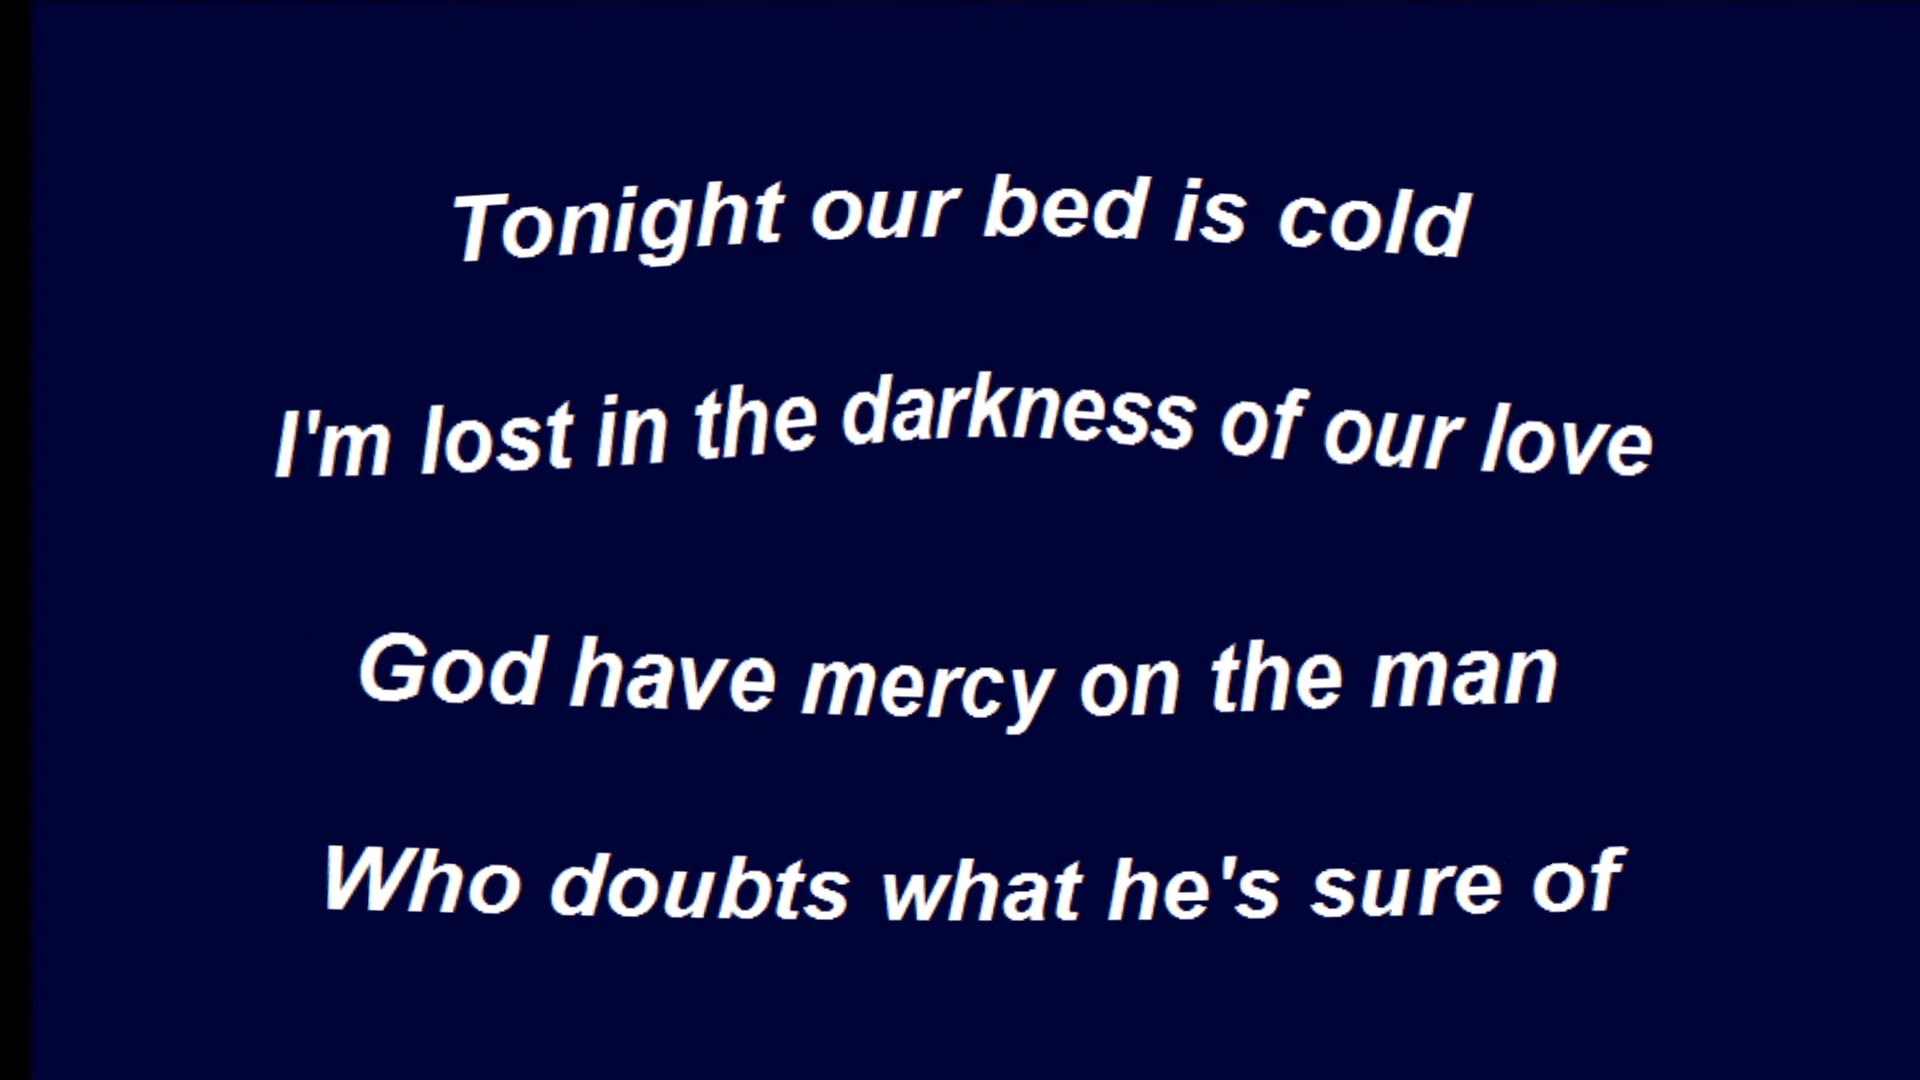 Tonight our bed is cold
I'm lost in the darkness of our love
God have mercy on the man
Who doubts what he's sure of